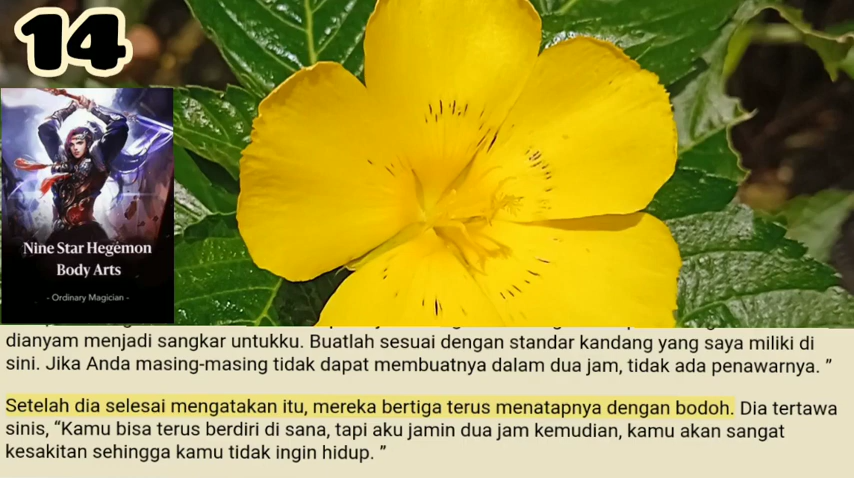 14
Nine Star Hegemon
Body Arts
- Ordinary Magician -
dianyam menjadi sangkar untukku. Buatlah sesuai dengan standar kandang yang saya miliki di
sini. Jika Anda masing-masing tidak dapat membuatnya dalam dua jam, tidak ada penawarnya. ”
Setelah dia selesai mengatakan itu, mereka bertiga terus menatapnya dengan bodoh. Dia tertawa
sinis, “Kamu bisa terus berdiri di sana, tapi aku jamin dua jam kemudian, kamu akan sangat
kesakitan sehingga kamu tidak ingin hidup. ”